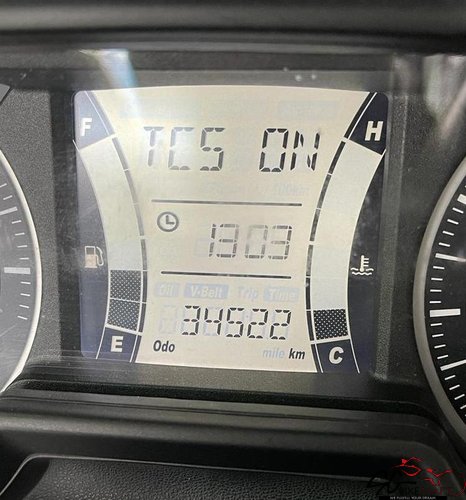 F H
TCS ON
1303
Oil V-Belt Trip Time
34522
E Odo mile km C